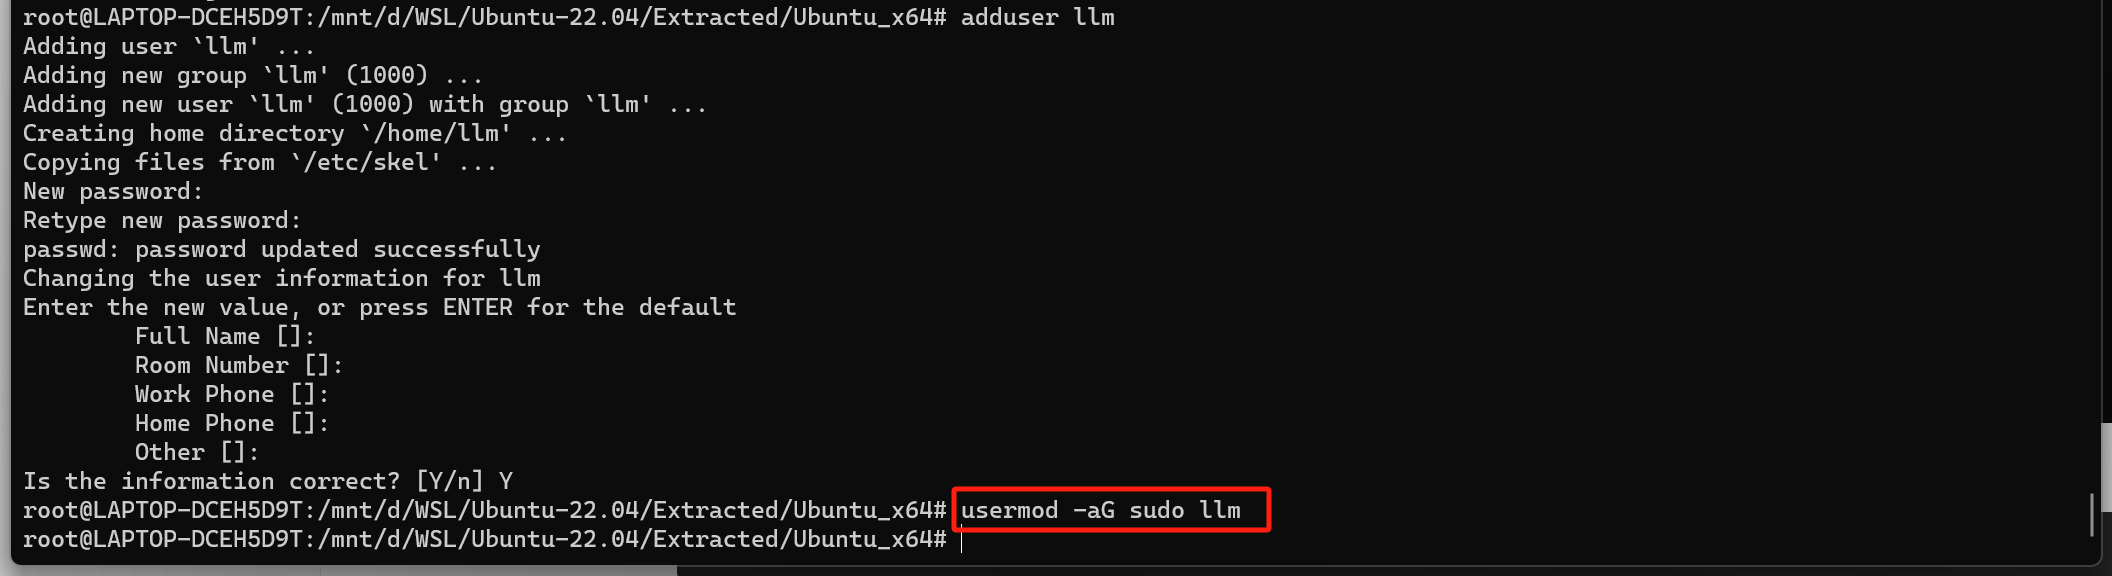 root@LAPTOP-DCEH5D9T:/mnt/d/WSL/Ubuntu-22.04/Extracted/Ubuntu_x64# adduser llm
Adding user `llm' ...
Adding new group `llm' (1000) ...
Adding new user `llm' (1000) with group `llm' ...
Creating home directory `/home/llm' ...
Copying files from `/etc/skel' ...
New password:
Retype new password:
passwd: password updated successfully
Changing the user information for llm
Enter the new value, or press ENTER for the default
        Full Name []:
        Room Number []:
        Work Phone []:
        Home Phone []:
        Other []:
Is the information correct? [Y/n] Y
root@LAPTOP-DCEH5D9T:/mnt/d/WSL/Ubuntu-22.04/Extracted/Ubuntu_x64# usermod -aG sudo llm
root@LAPTOP-DCEH5D9T:/mnt/d/WSL/Ubuntu-22.04/Extracted/Ubuntu_x64#